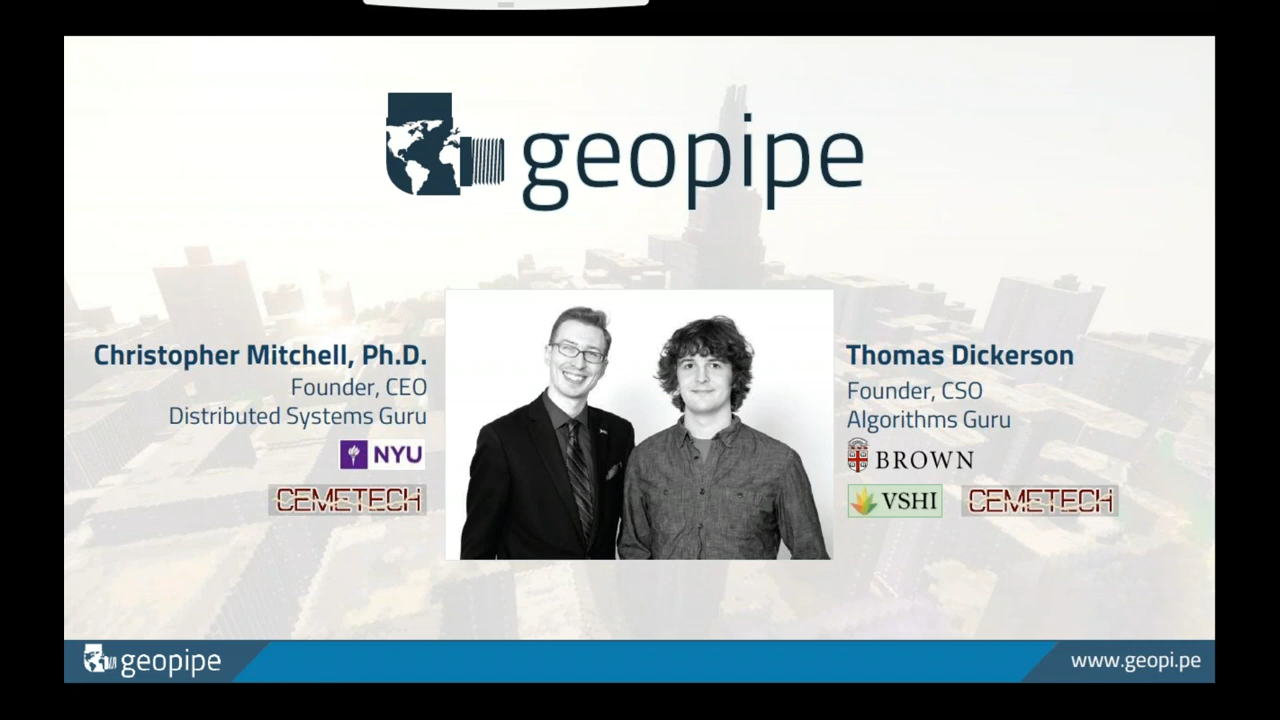 geopipe
Christopher Mitchell, Ph.D.
Founder, CEO
Distributed Systems Guru
NYU
CEMETECH
Thomas Dickerson
Founder, CSO
Algorithms Guru
BROWN
VSHI
CEMETECH
geopipe
www.geopi.pe